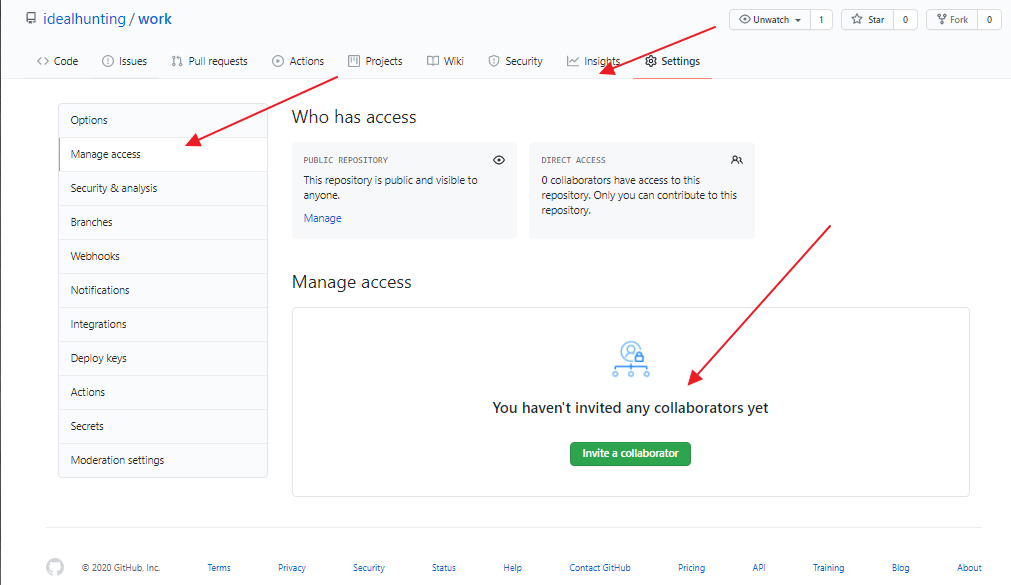 idealhunting / work
Unwatch 1 Star 0 Fork 0
Code Issues Pull requests Actions Projects Wiki Security Insights Settings
Options
Manage access
Security & analysis
Branches
Webhooks
Notifications
Integrations
Deploy keys
Actions
Secrets
Moderation settings
Who has access
PUBLIC REPOSITORY
This repository is public and visible to
anyone.
Manage
DIRECT ACCESS
0 collaborators have access to this
repository. Only you can contribute to this
repository.
Manage access
You haven't invited any collaborators yet
Invite a collaborator
© 2020 GitHub, Inc. Terms Privacy Security Status Help Contact GitHub Pricing API Training Blog About